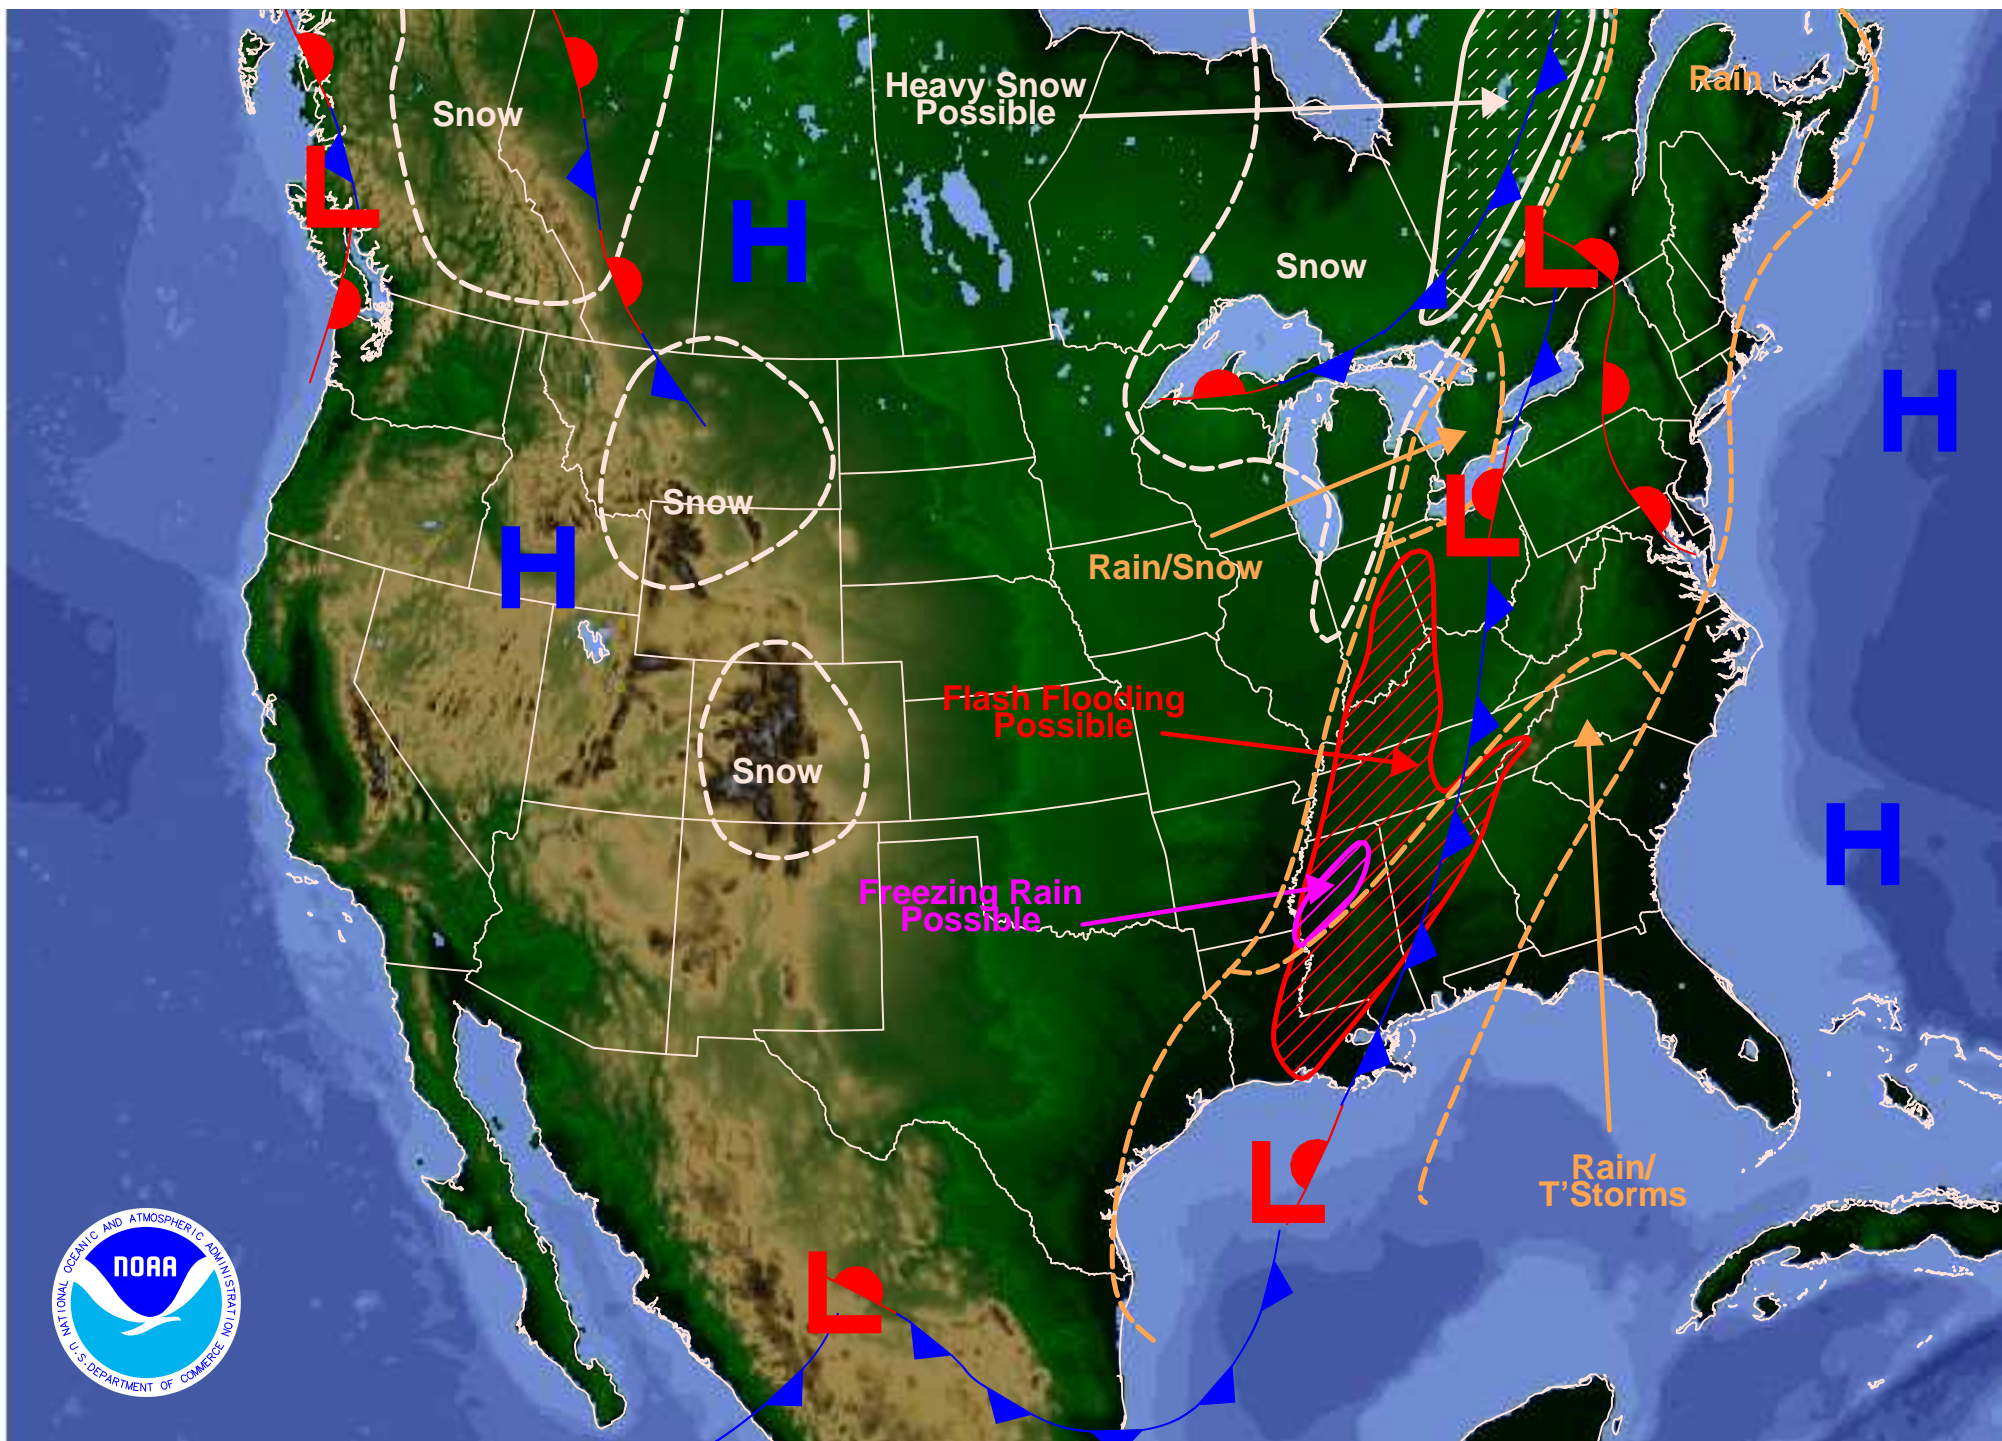 Heavy Snow
Possible
Rain
Snow
L
H
L
Snow
H
Snow
L
H
Rain/Snow
Flash Flooding
Possible
Snow
H
Freezing Rain
Possible
L
Rain/
T'Storms
L
NATIONAL OCEANIC AND ATMOSPHERIC ADMINISTRATION
NOAA
U.S. DEPARTMENT OF COMMERCE